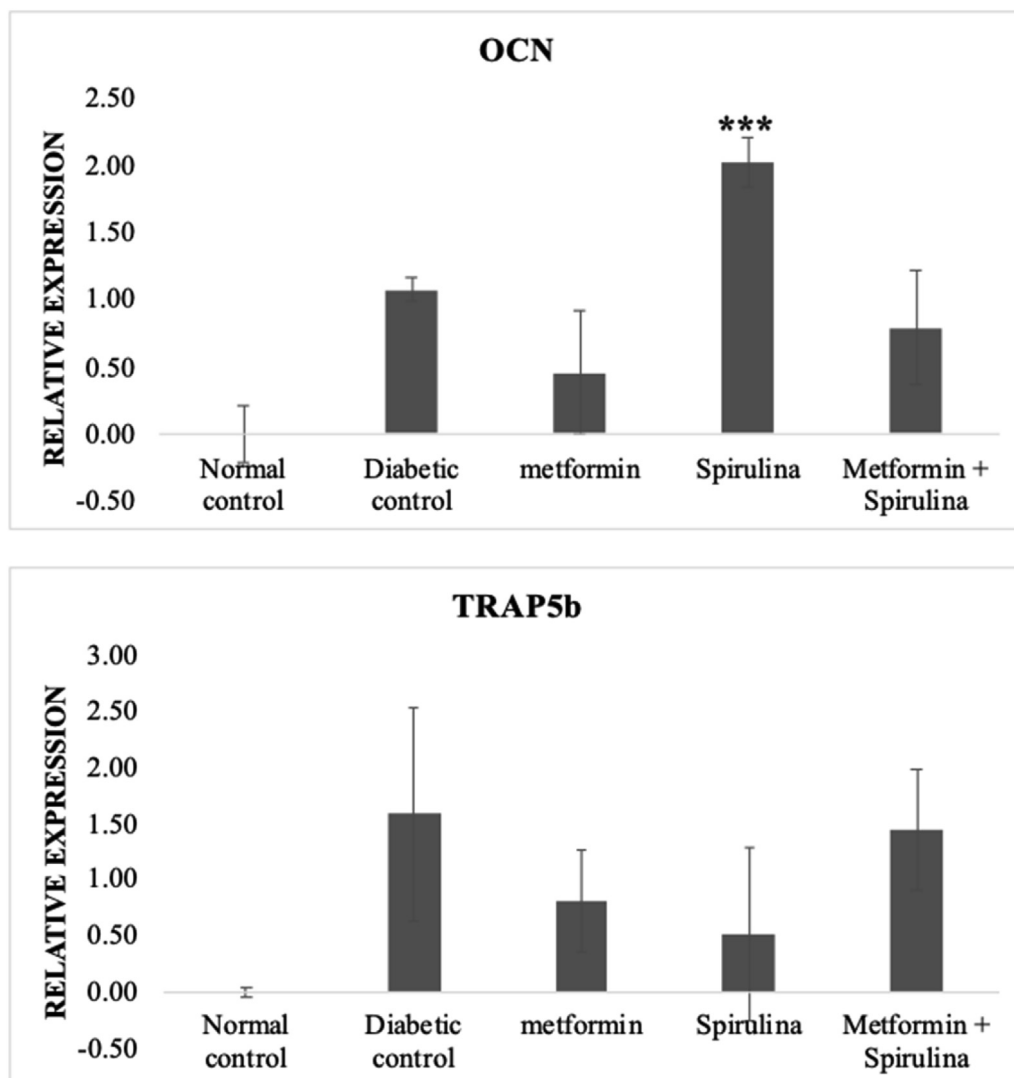 OCN
RELATIVE EXPRESSION
2.50
2.00
1.50
1.00
0.50
0.00
-0.50
***
Normal control
Diabetic control
metformin
Spirulina
Metformin + Spirulina
TRAP5b
RELATIVE EXPRESSION
3.00
2.50
2.00
1.50
1.00
0.50
0.00
-0.50
Normal control
Diabetic control
metformin
Spirulina
Metformin + Spirulina